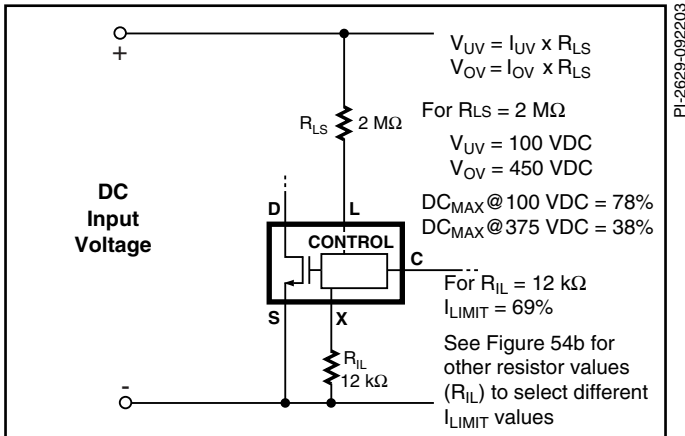 PI-2629-092203
+
V_UV = I_UV x R_LS
V_OV = I_OV x R_LS
R_LS 2 MΩ
For RLS = 2 MΩ
V_UV = 100 VDC
V_OV = 450 VDC
DC_MAX@100 VDC = 78%
DC_MAX@375 VDC = 38%
DC
Input
Voltage
D
L
CONTROL
C
S
X
For R_IL = 12 kΩ
I_LIMIT = 69%
R_IL
12 kΩ
See Figure 54b for
other resistor values
(R_IL) to select different
I_LIMIT values
-